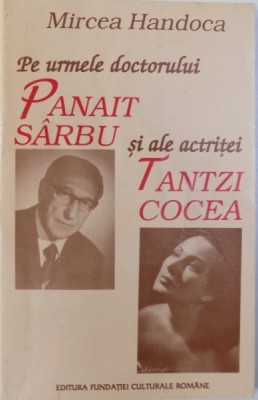 Mircea Handoca
Pe urmele doctorului
PANAIT
SÂRBU
și ale actriței
TANTZI
COCEA
EDITURA FUNDAȚIEI CULTURALE ROMÂNE